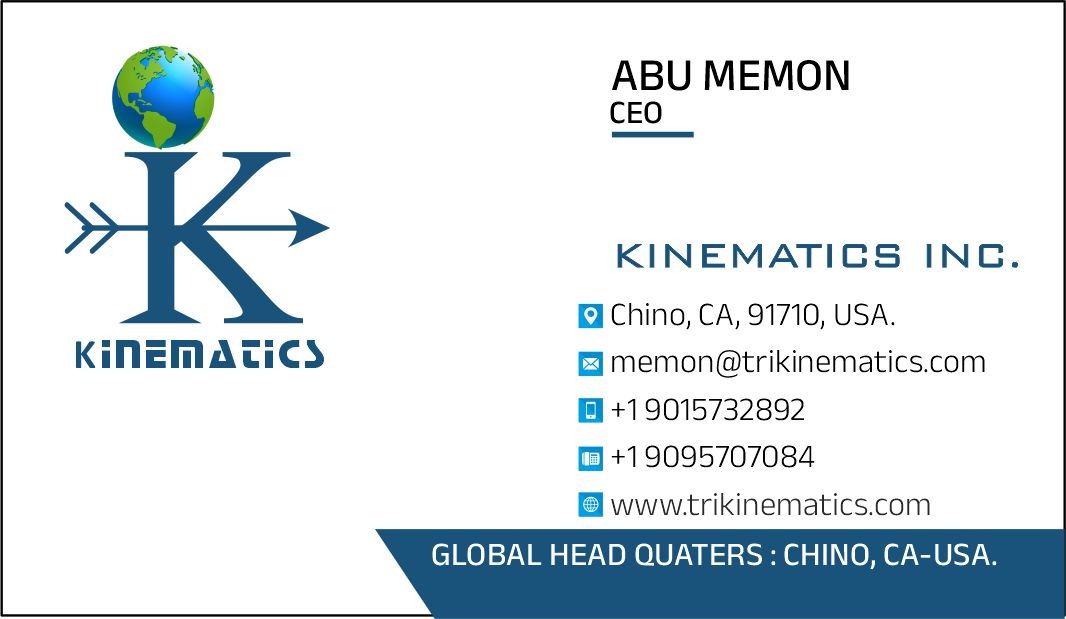 KiNEMATiCS
ABU MEMON
CEO
KINEMATICS INC.
Chino, CA, 91710, USA.
memon@trikinematics.com
+1 9015732892
+1 9095707084
www.trikinematics.com
GLOBAL HEAD QUATERS : CHINO, CA-USA.